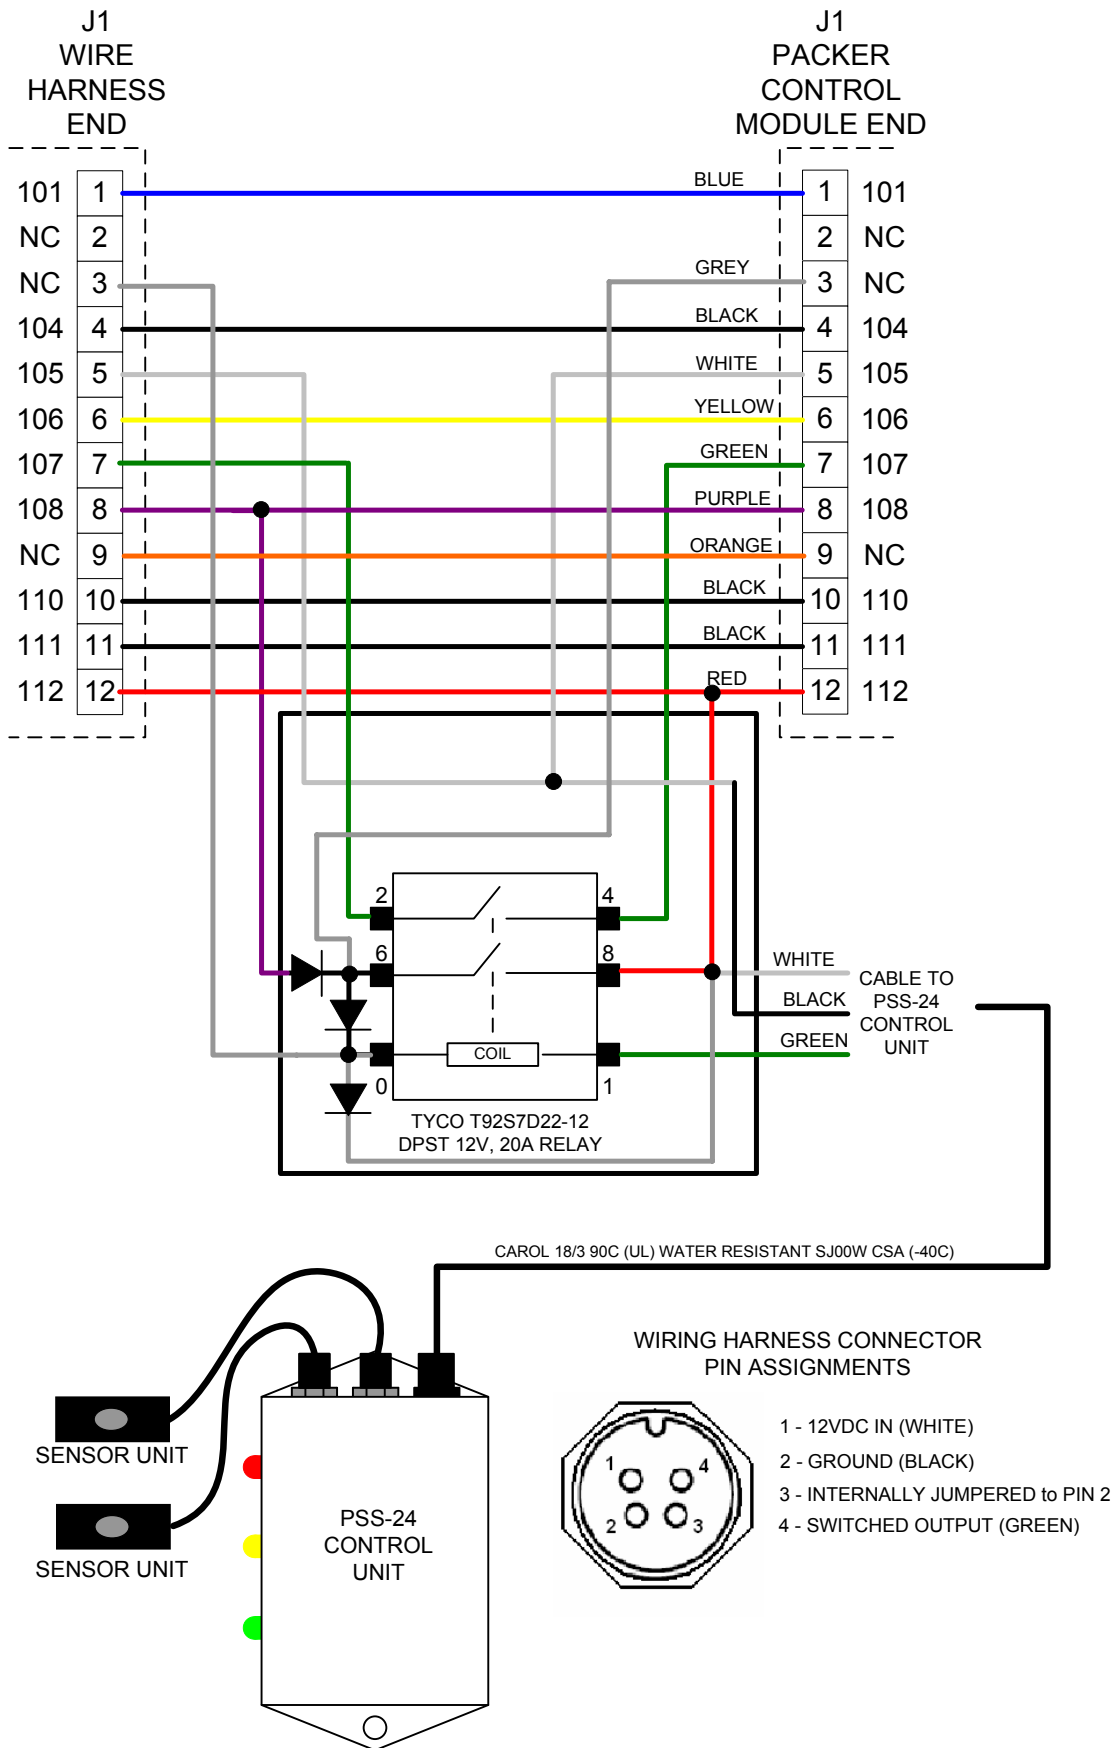 J1
WIRE
HARNESS
END
J1
PACKER
CONTROL
MODULE END
101 1 BLUE 1 101
NC 2 2 NC
NC 3 GREY 3 NC
104 4 BLACK 4 104
105 5 WHITE 5 105
106 6 YELLOW 6 106
107 7 GREEN 7 107
108 8 PURPLE 8 108
NC 9 ORANGE 9 NC
110 10 BLACK 10 110
111 11 BLACK 11 111
112 12 RED 12 112
2 4
6 8
COIL
0 1
TYCO T92S7D22-12
DPST 12V, 20A RELAY
WHITE
BLACK
GREEN
CABLE TO
PSS-24
CONTROL
UNIT
CAROL 18/3 90C (UL) WATER RESISTANT SJ00W CSA (-40C)
SENSOR UNIT
SENSOR UNIT
PSS-24
CONTROL
UNIT
WIRING HARNESS CONNECTOR
PIN ASSIGNMENTS
1 4
2 3
1 - 12VDC IN (WHITE)
2 - GROUND (BLACK)
3 - INTERNALLY JUMPERED to PIN 2
4 - SWITCHED OUTPUT (GREEN)